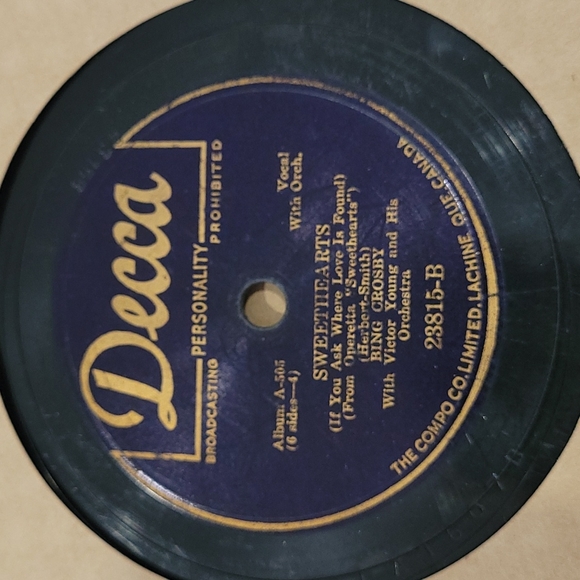 Decca
PERSONALITY
BROADCASTING PROHIBITED
Album A-505
(6 sides—4)
Vocal
With Orch.
SWEETHEARTS
(If You Ask Where Love Is Found)
(From Operetta "Sweethearts")
(Herbert-Smith)
BING CROSBY
With Victor Young and His
Orchestra
23815-B
THE COMPO CO. LIMITED, LACHINE, QUE. CANADA